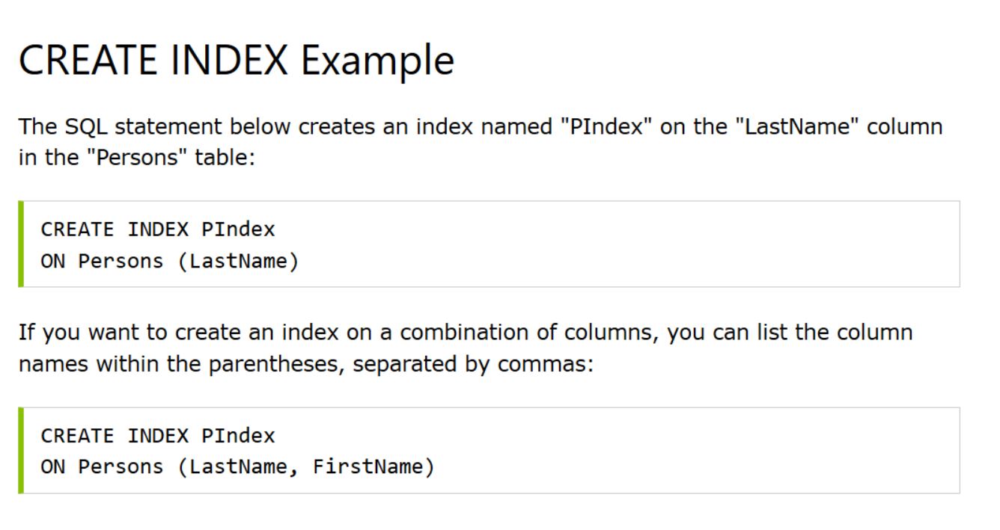 CREATE INDEX Example
The SQL statement below creates an index named "PIndex" on the "LastName" column
in the "Persons" table:
CREATE INDEX PIndex
ON Persons (LastName)
If you want to create an index on a combination of columns, you can list the column
names within the parentheses, separated by commas:
CREATE INDEX PIndex
ON Persons (LastName, FirstName)